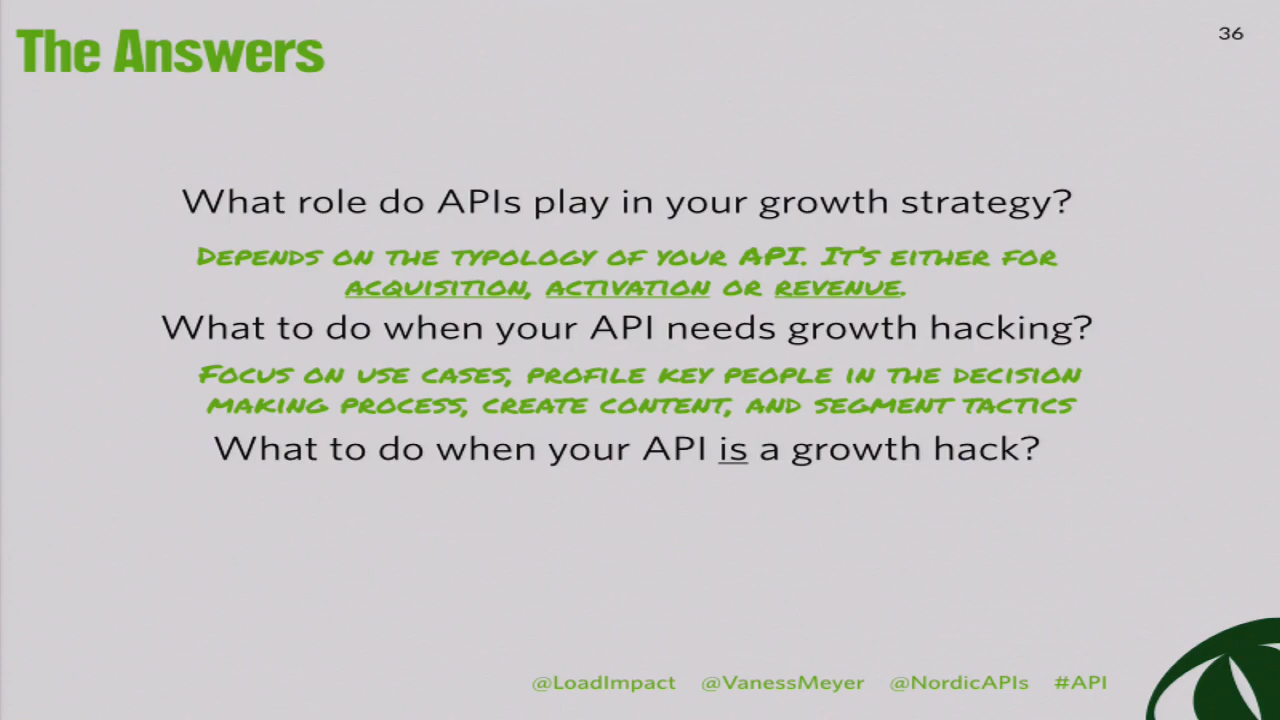 The Answers
36
What role do APIs play in your growth strategy?
Depends on the typology of your API. It's either for
acquisition, activation or revenue.
What to do when your API needs growth hacking?
Focus on use cases, profile key people in the decision
making process, create content, and segment tactics
What to do when your API is a growth hack?
@LoadImpact @VanessMeyer @NordicAPIs #API